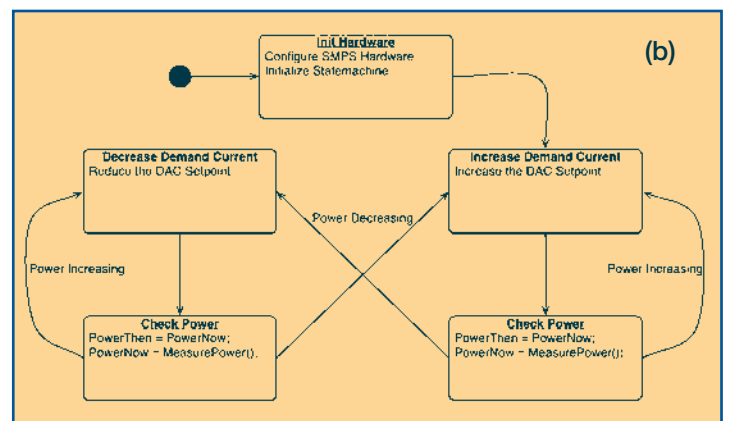 (b)
Init Hardware
Configure SMPS Hardware
Initialize Statemachine
Decrease Demand Current
Reduce the DAC Setpoint
Increase Demand Current
Increase the DAC Setpoint
Power Decreasing
Power Increasing
Power Increasing
Check Power
PowerThen = PowerNow;
PowerNow = MeasurePower();
Check Power
PowerThen = PowerNow;
PowerNow = MeasurePower();